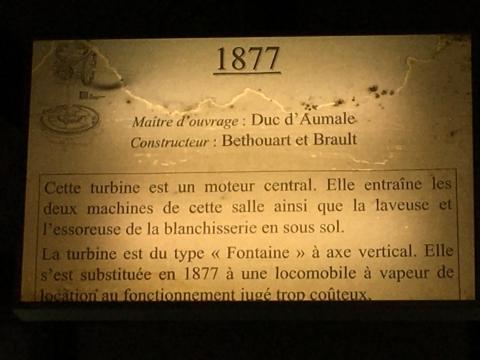 1877
Maître d'ouvrage : Duc d'Aumale
Constructeur : Bethouart et Brault
Cette turbine est un moteur central. Elle entraîne les
deux machines de cette salle ainsi que la laveuse et
l'essoreuse de la blanchisserie en sous sol.
La turbine est du type « Fontaine » à axe vertical. Elle
s'est substituée en 1877 à une locomobile à vapeur de
location au fonctionnement jugé trop coûteux.